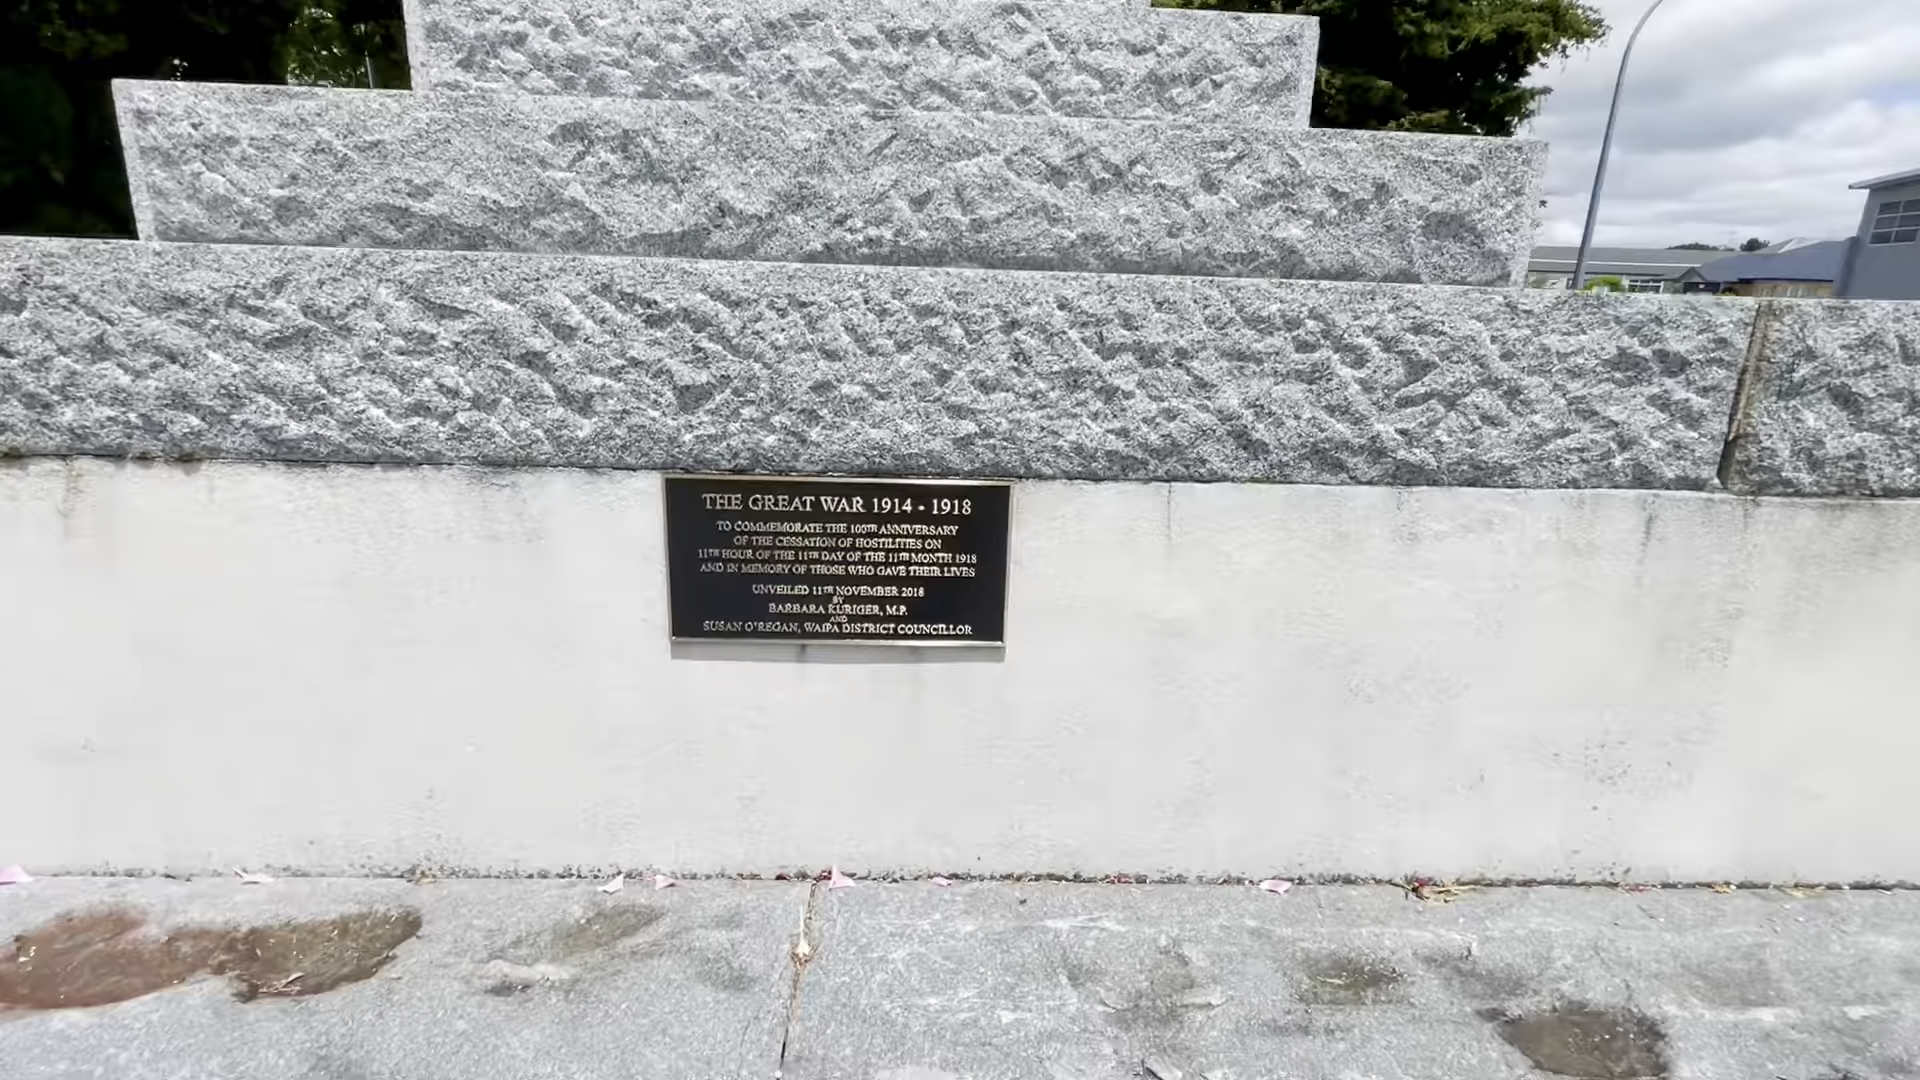 THE GREAT WAR 1914 - 1918
TO COMMEMORATE THE 100TH ANNIVERSARY
OF THE CESSATION OF HOSTILITIES ON
11TH HOUR OF THE 11TH DAY OF THE 11TH MONTH 1918
AND IN MEMORY OF THOSE WHO GAVE THEIR LIVES
UNVEILED 11TH NOVEMBER 2018
BY
BARBARA KURIGER, M.P.
AND
SUSAN O'REGAN, WAIPA DISTRICT COUNCILLOR